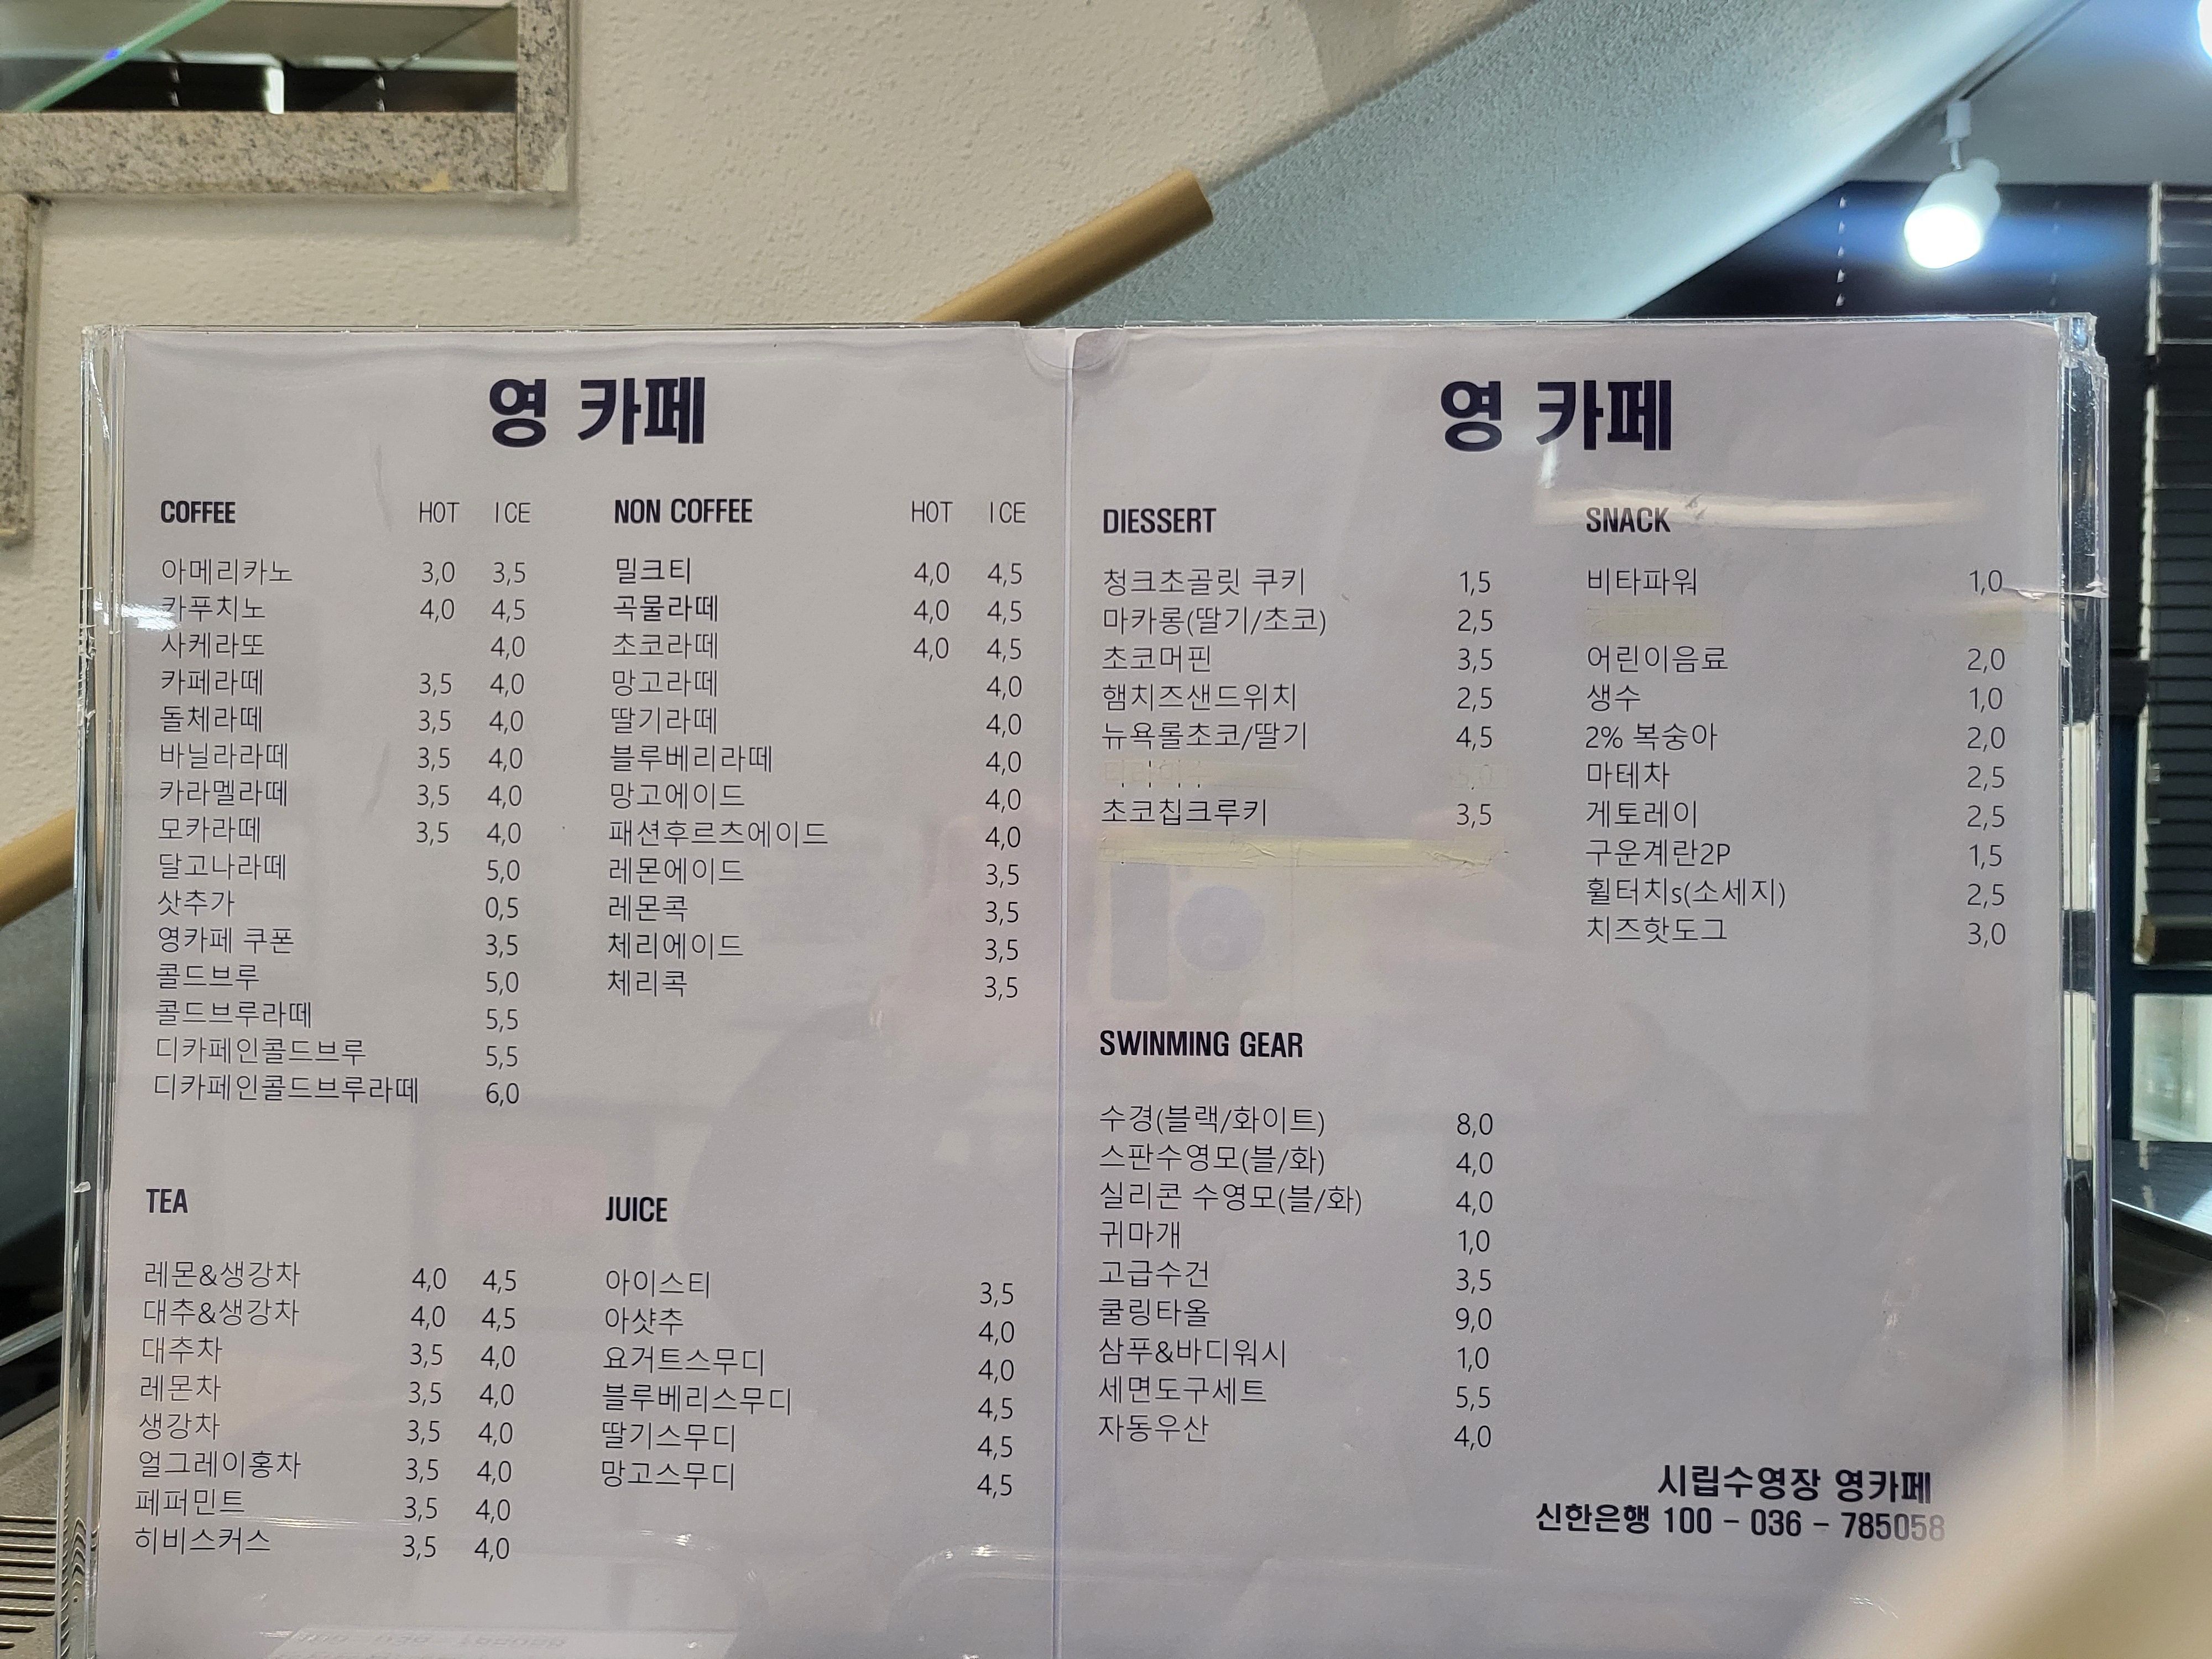 영 카페
COFFEE HOT ICE
아메리카노 3,0 3,5
카푸치노 4,0 4,5
사케라또 4,0
카페라떼 3,5 4,0
돌체라떼 3,5 4,0
바닐라라떼 3,5 4,0
카라멜라떼 3,5 4,0
모카라떼 3,5 4,0
달고나라떼 5,0
샷추가 0,5
영카페 쿠폰 3,5
콜드브루 5,0
콜드브루라떼 5,5
디카페인콜드브루 5,5
디카페인콜드브루라떼 6,0
NON COFFEE HOT ICE
밀크티 4,0 4,5
곡물라떼 4,0 4,5
초코라떼 4,0 4,5
망고라떼 4,0
딸기라떼 4,0
블루베리라떼 4,0
망고에이드 4,0
패션후르츠에이드 4,0
레몬에이드 3,5
레몬콕 3,5
체리에이드 3,5
체리콕 3,5
TEA
레몬&생강차 4,0 4,5
대추&생강차 4,0 4,5
대추차 3,5 4,0
레몬차 3,5 4,0
생강차 3,5 4,0
얼그레이홍차 3,5 4,0
페퍼민트 3,5 4,0
히비스커스 3,5 4,0
JUICE
아이스티 3,5
아샷추 4,0
요거트스무디 4,0
블루베리스무디 4,5
딸기스무디 4,5
망고스무디 4,5
영 카페
DIESSERT
청크초골릿 쿠키 1,5
마카롱(딸기/초코) 2,5
초코머핀 3,5
햄치즈샌드위치 2,5
뉴욕롤초코/딸기 4,5
5,0
초코칩크루키 3,5
SNACK
비타파워 1,0
어린이음료 2,0
생수 1,0
2% 복숭아 2,0
마테차 2,5
게토레이 2,5
구운계란2P 1,5
휠터치s(소세지) 2,5
치즈핫도그 3,0
SWINMING GEAR
수경(블랙/화이트) 8,0
스판수영모(블/화) 4,0
실리콘 수영모(블/화) 4,0
귀마개 1,0
고급수건 3,5
쿨링타올 9,0
삼푸&바디워시 1,0
세면도구세트 5,5
자동우산 4,0
시립수영장 영카페
신한은행 100 - 036 - 785058